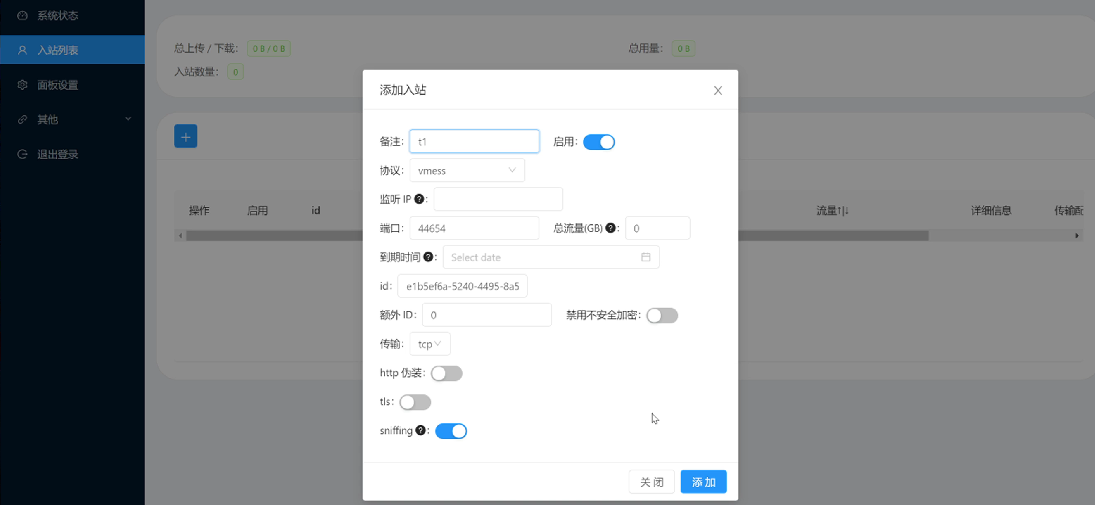 系统状态
入站列表
面板设置
其他
退出登录
总上传 / 下载： 0 B / 0 B
总用量： 0 B
入站数量： 0
操作 启用 id
流量↑|↓ 详细信息 传输配
添加入站
备注： t1 启用：
协议： vmess
监听 IP ?：
端口： 44654 总流量(GB) ?： 0
到期时间 ?： Select date
id： e1b5ef6a-5240-4495-8a5
额外 ID： 0 禁用不安全加密：
传输： tcp
http 伪装：
tls：
sniffing ?：
关 闭 添 加